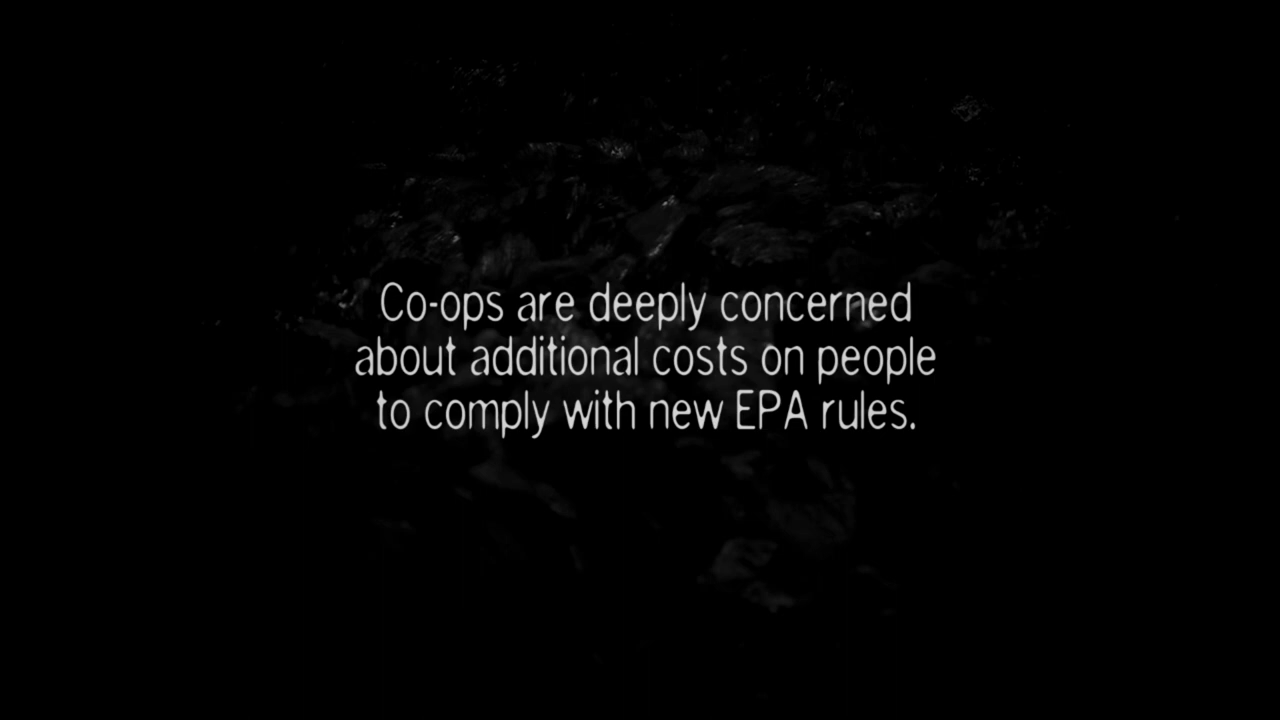 Co-ops are deeply concerned
about additional costs on people
to comply with new EPA rules.